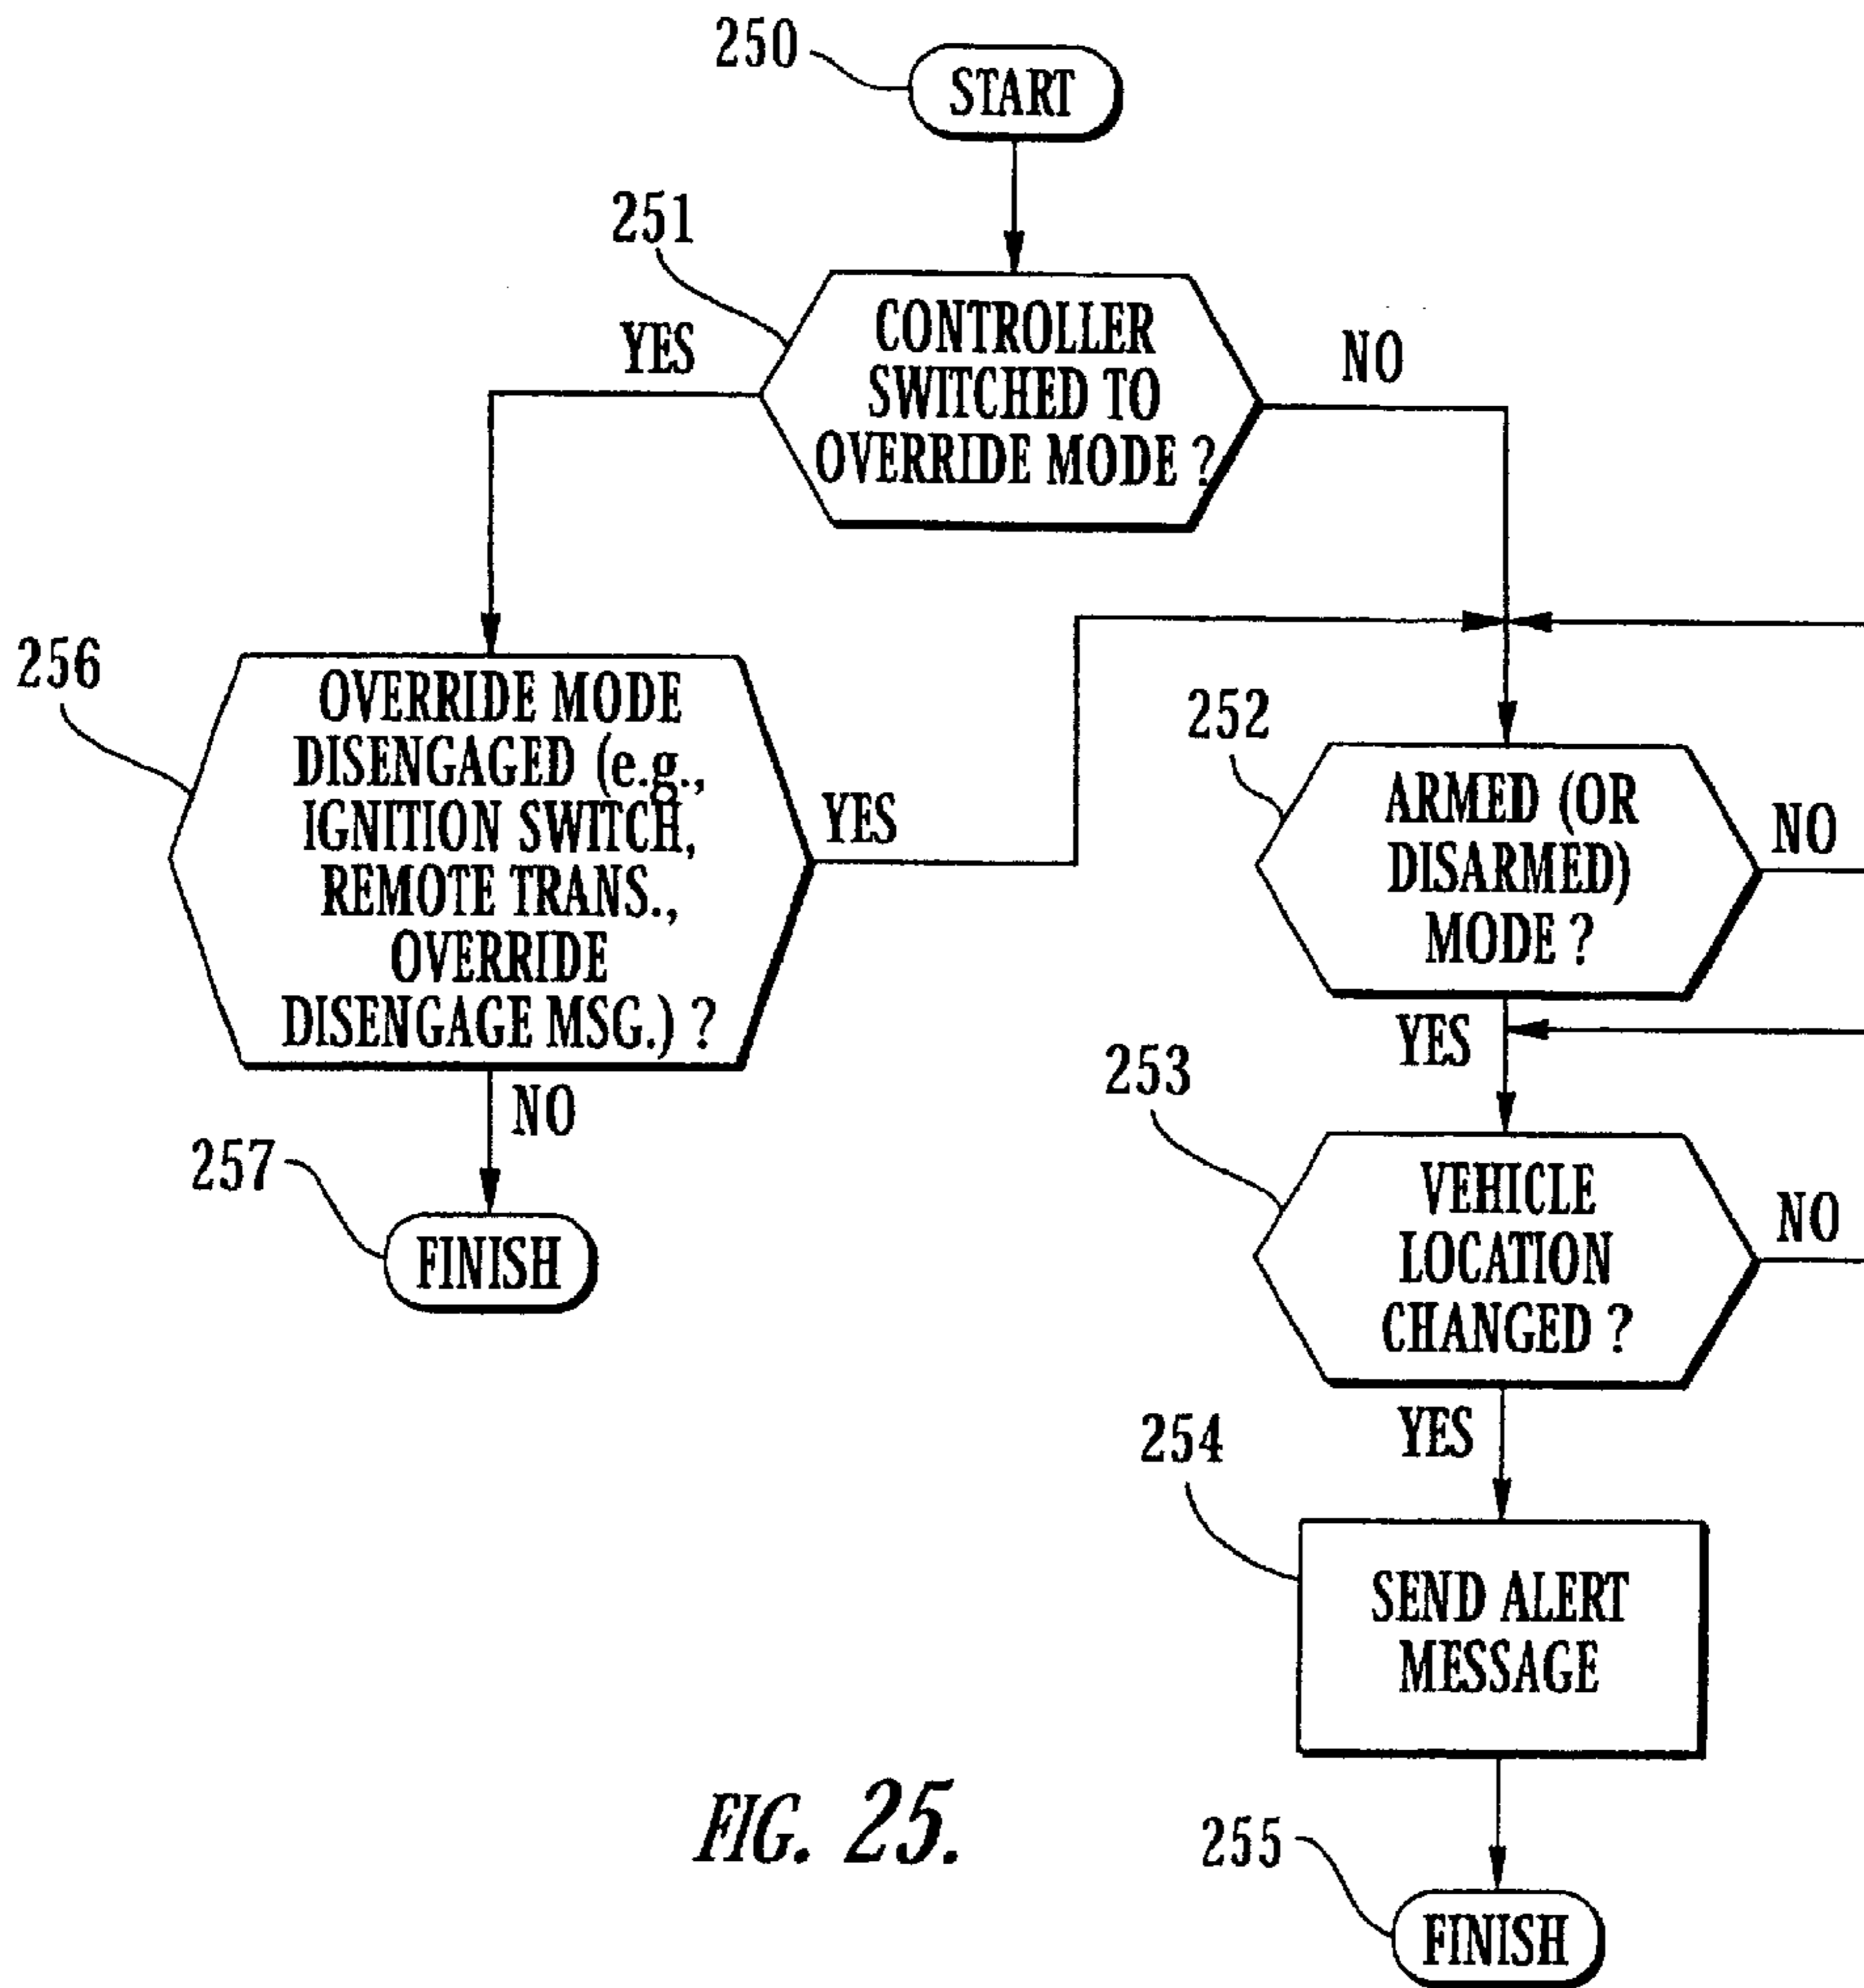 250
START
251
YES
CONTROLLER
SWITCHED TO
OVERRIDE MODE ?
NO
256
OVERRIDE MODE
DISENGAGED (e.g.,
IGNITION SWITCH,
REMOTE TRANS.,
OVERRIDE
DISENGAGE MSG.) ?
YES
NO
257
FINISH
252
ARMED (OR
DISARMED)
MODE ?
NO
YES
253
VEHICLE
LOCATION
CHANGED ?
NO
YES
254
SEND ALERT
MESSAGE
255
FINISH
FIG. 25.